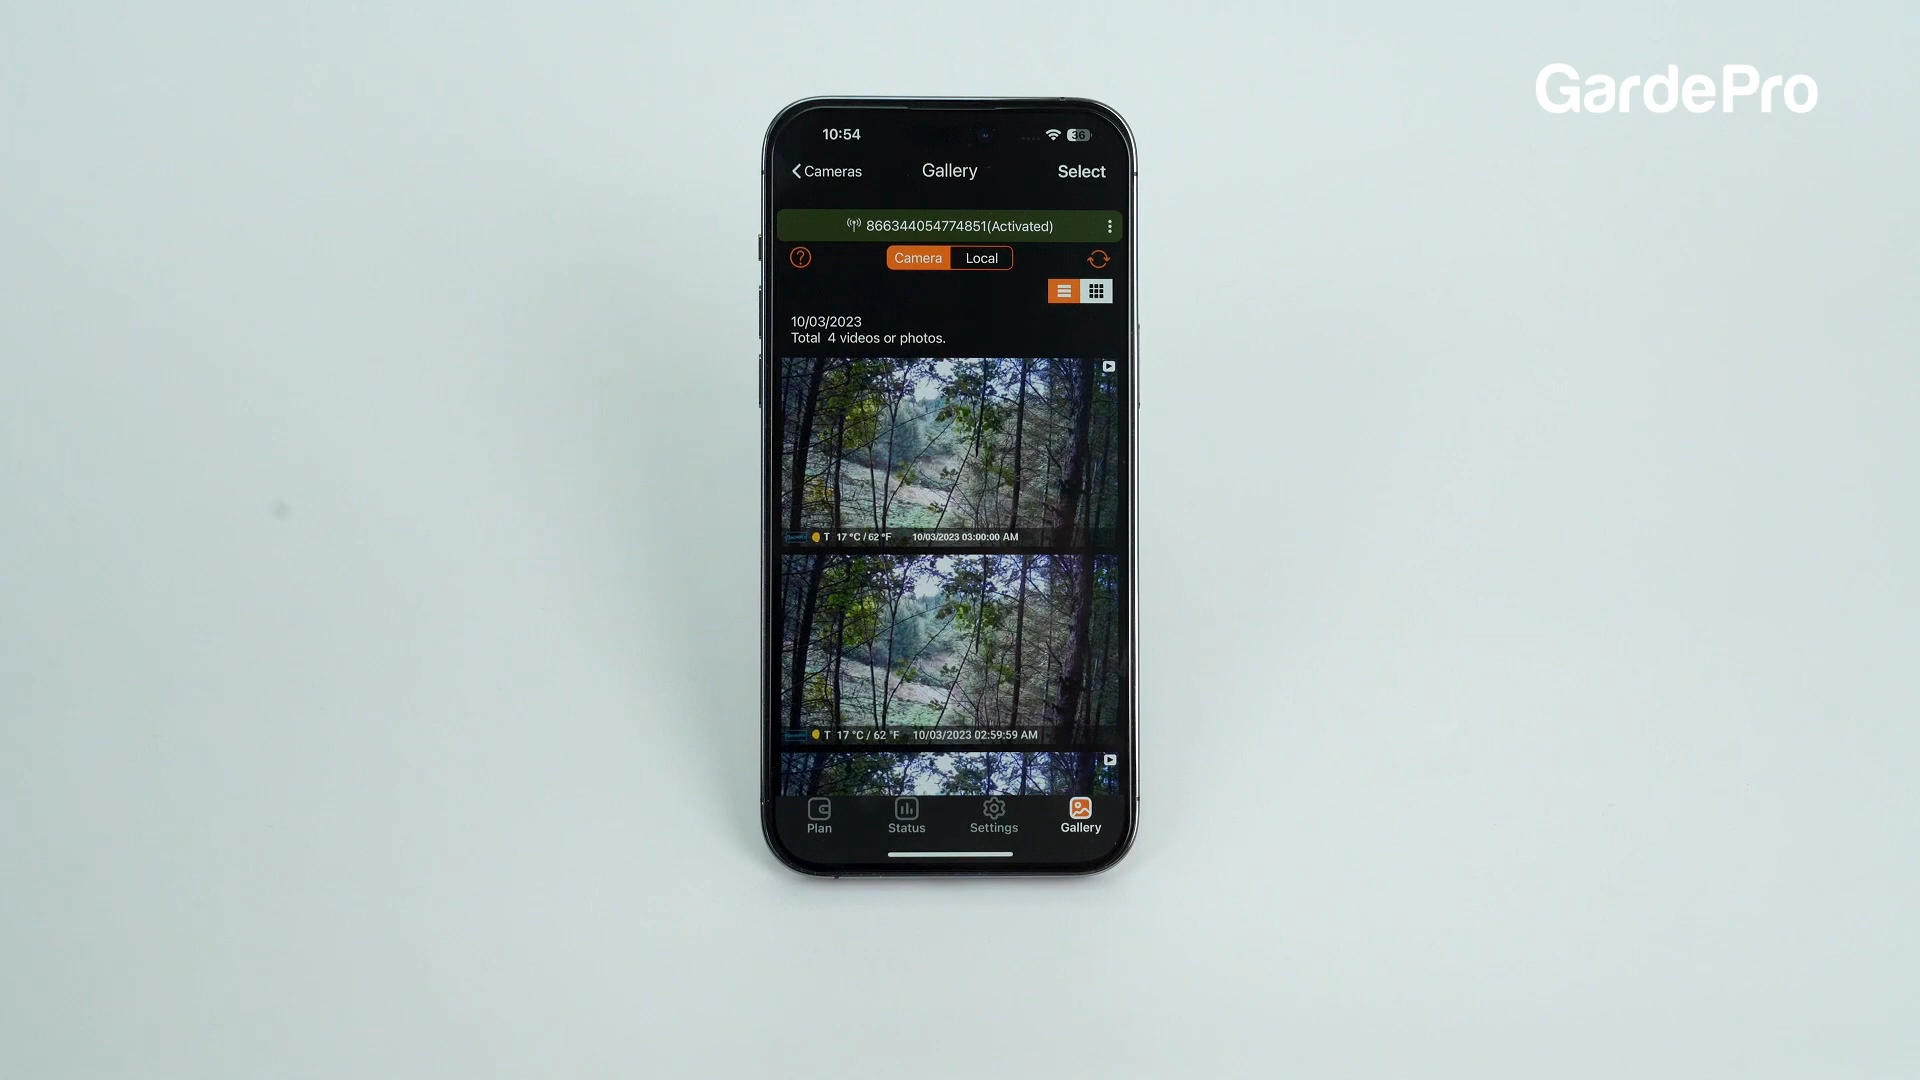 GardePro
10:54
36
Cameras
Gallery
Select
866344054774851(Activated)
Camera
Local
10/03/2023
Total 4 videos or photos.
T 17 °C / 62 °F 10/03/2023 03:00:00 AM
T 17 °C / 62 °F 10/03/2023 02:59:59 AM
Plan
Status
Settings
Gallery